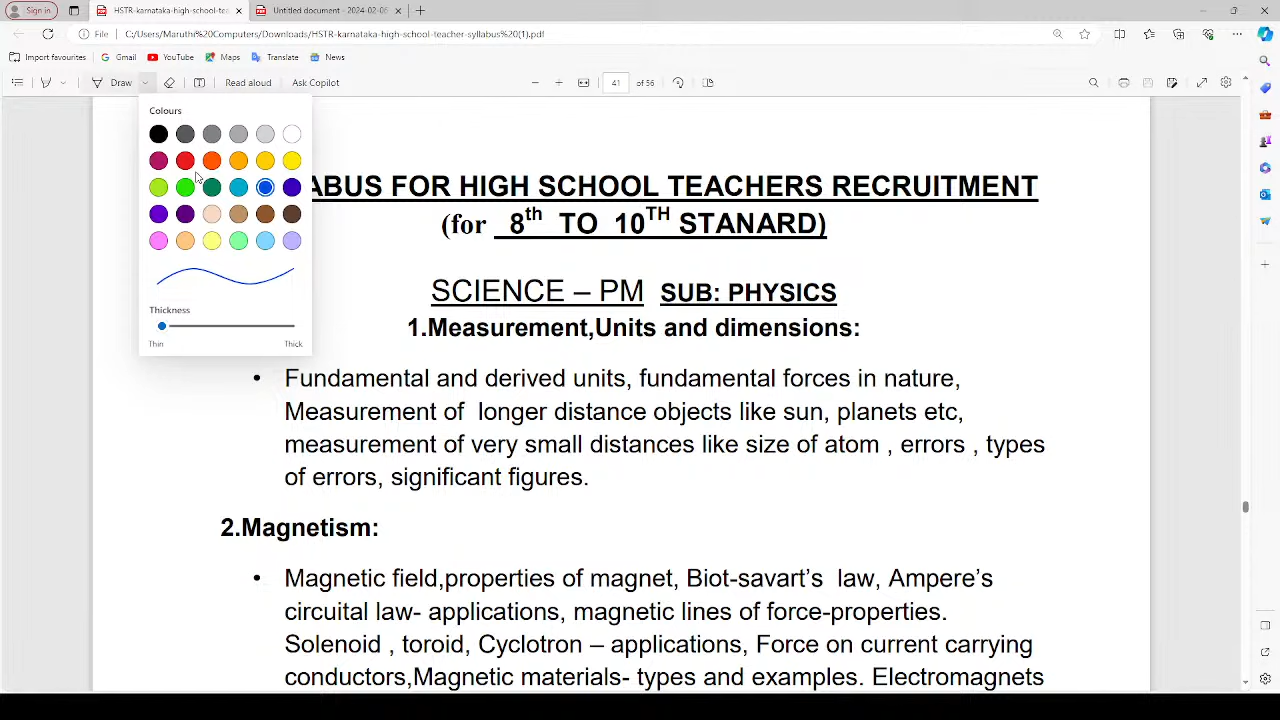 Sign in
HSTR-karnataka-high-school-tea
Untitled document - 2024-02-06
File
C:/Users/Maruthi%20Computers/Downloads/HSTR-karnataka-high-school-teacher-syllabus%20(1).pdf
Import favourites
Gmail
YouTube
Maps
Translate
News
Draw
Read aloud
Ask Copilot
41
of 56
Colours
Thickness
Thin
Thick
ABUS FOR HIGH SCHOOL TEACHERS RECRUITMENT
(for 8th TO 10TH STANARD)
SCIENCE – PM SUB: PHYSICS
1.Measurement,Units and dimensions:
• Fundamental and derived units, fundamental forces in nature,
Measurement of longer distance objects like sun, planets etc,
measurement of very small distances like size of atom , errors , types
of errors, significant figures.
2.Magnetism:
• Magnetic field,properties of magnet, Biot-savart’s law, Ampere’s
circuital law- applications, magnetic lines of force-properties.
Solenoid , toroid, Cyclotron – applications, Force on current carrying
conductors,Magnetic materials- types and examples. Electromagnets